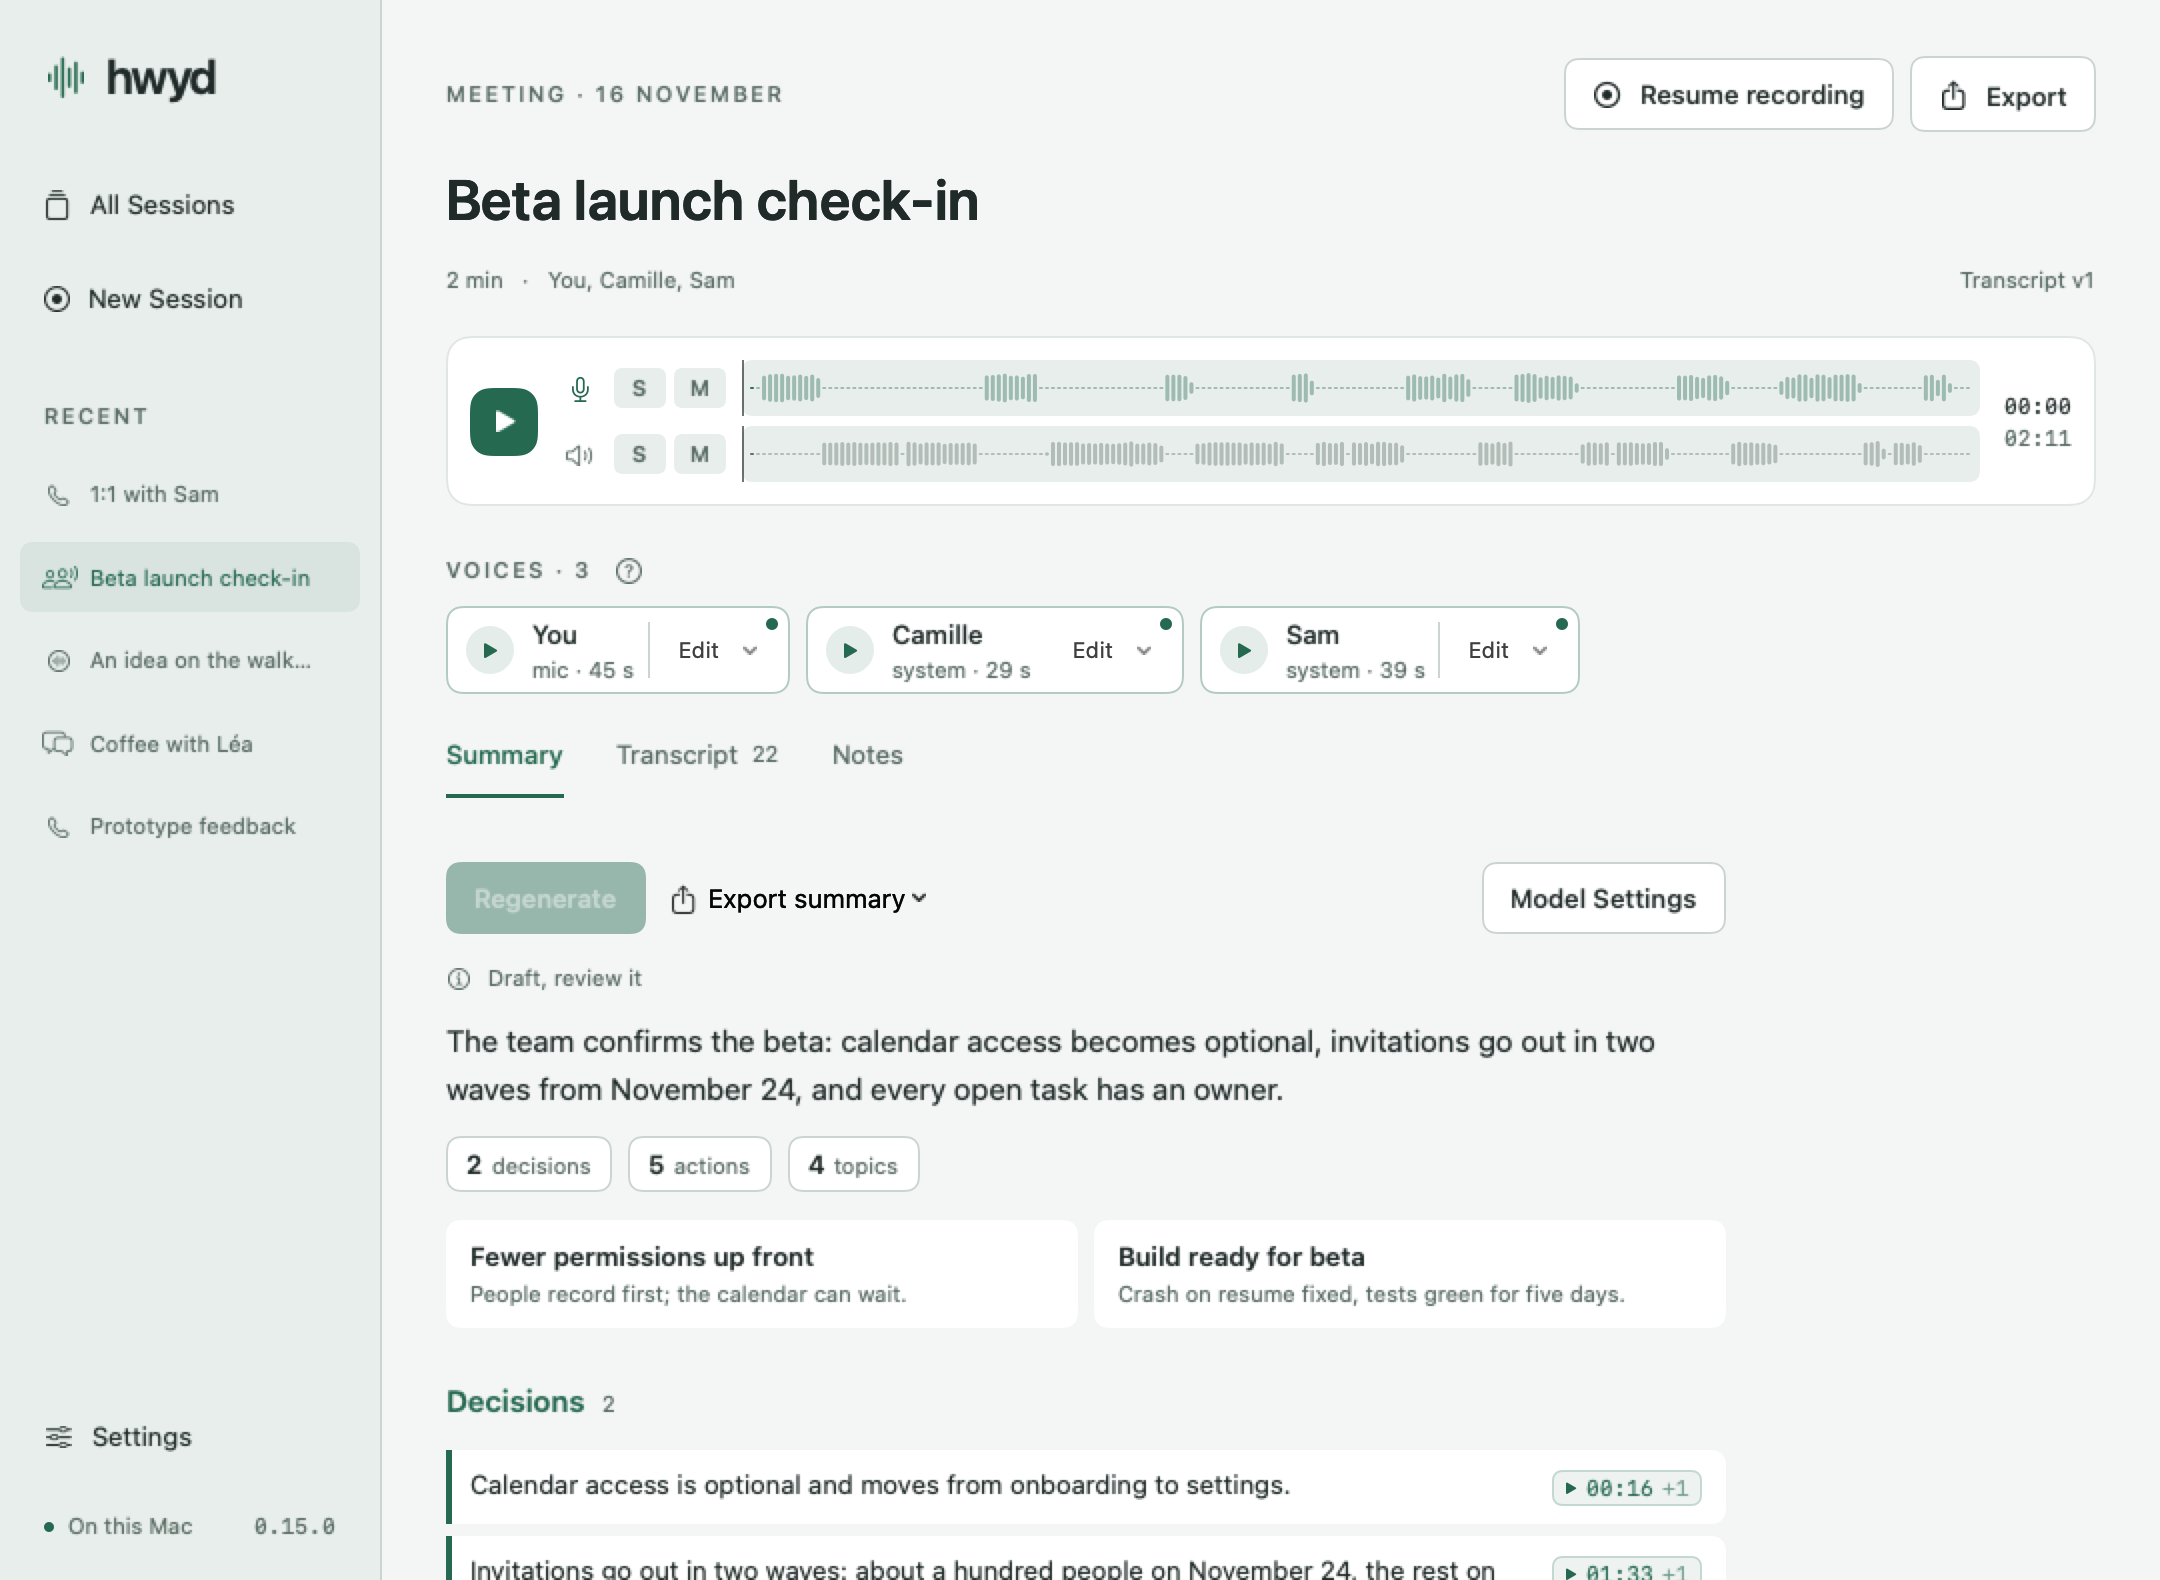 hwyd
All Sessions
New Session
RECENT
1:1 with Sam
Beta launch check-in
An idea on the walk...
Coffee with Léa
Prototype feedback
Settings
On this Mac 0.15.0
MEETING · 16 NOVEMBER
Resume recording
Export
Beta launch check-in
2 min · You, Camille, Sam
Transcript v1
S M
00:00
S M
02:11
VOICES · 3 ?
You
mic · 45 s
Edit
Camille
system · 29 s
Edit
Sam
system · 39 s
Edit
Summary Transcript 22 Notes
Regenerate
Export summary
Model Settings
Draft, review it
The team confirms the beta: calendar access becomes optional, invitations go out in two
waves from November 24, and every open task has an owner.
2 decisions 5 actions 4 topics
Fewer permissions up front
People record first; the calendar can wait.
Build ready for beta
Crash on resume fixed, tests green for five days.
Decisions 2
Calendar access is optional and moves from onboarding to settings.
00:16 +1
Invitations go out in two waves: about a hundred people on November 24, the rest on
01:33 +1